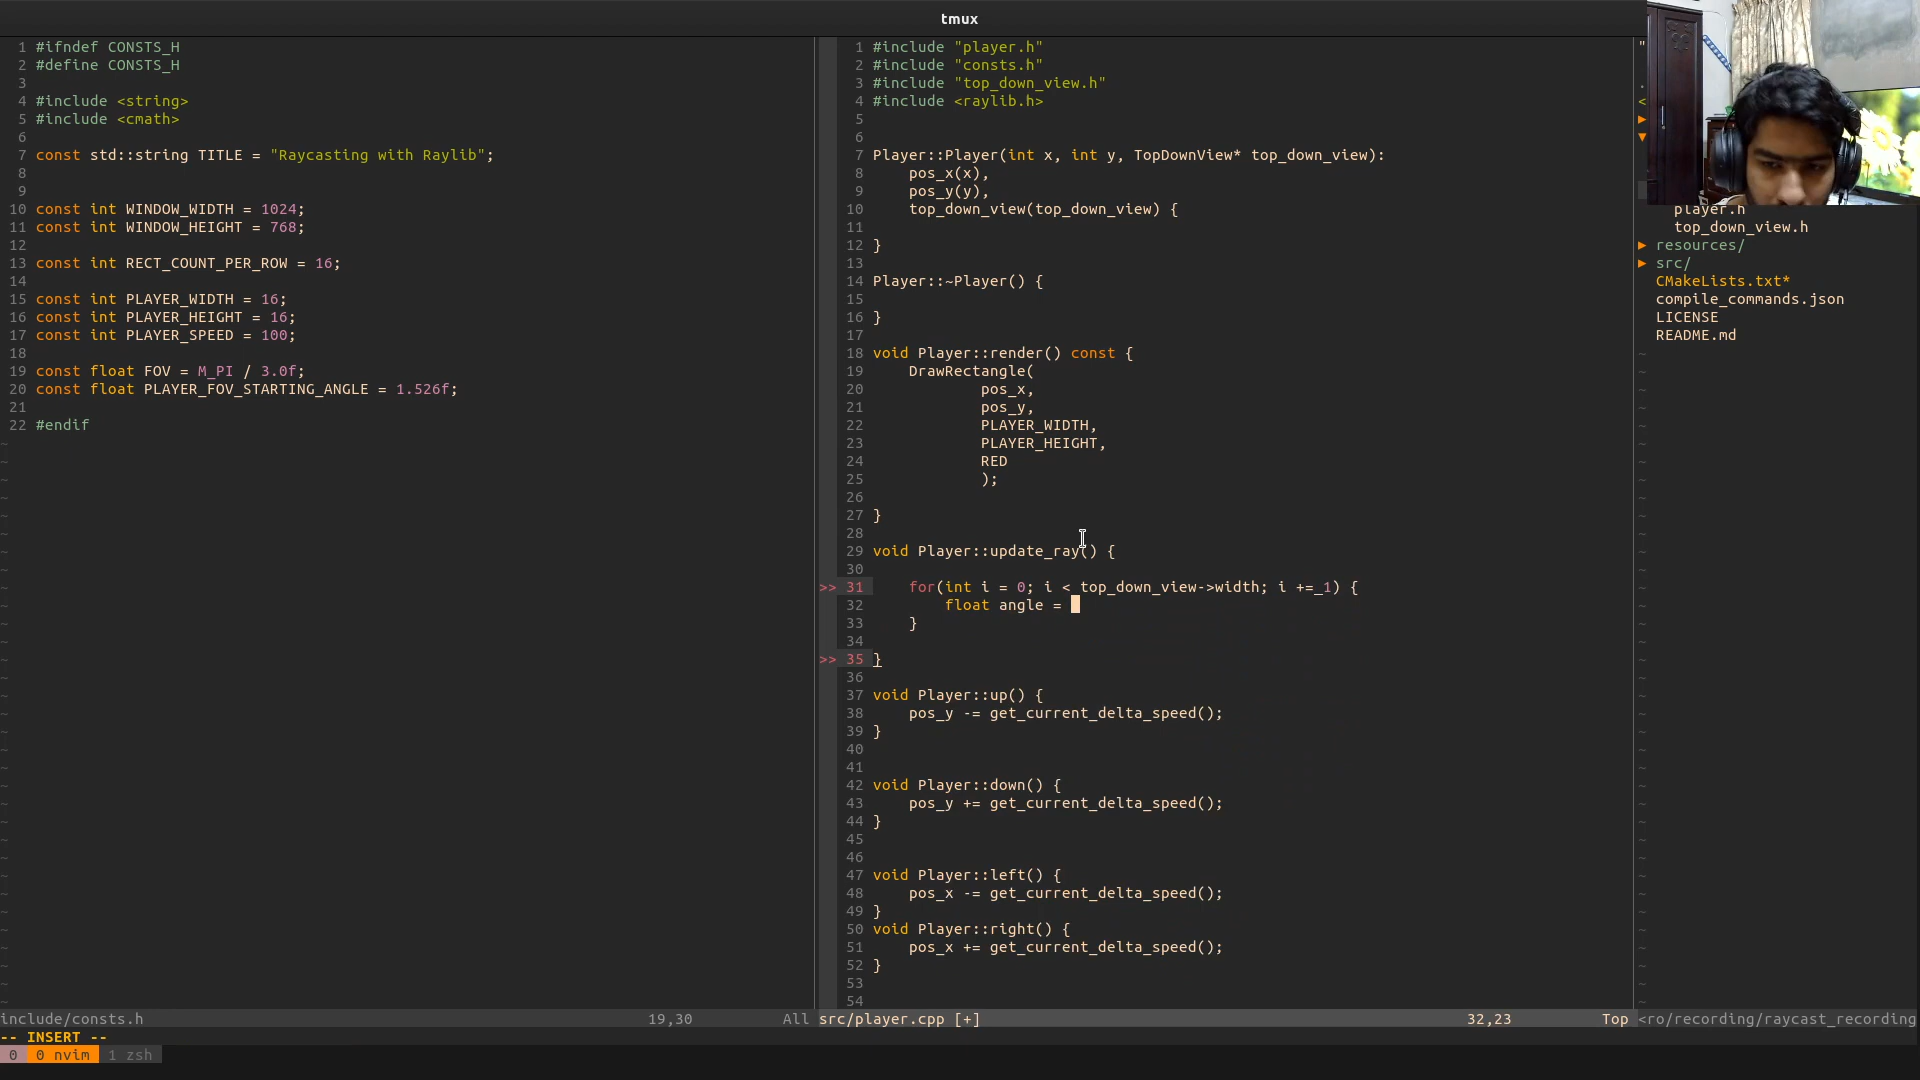 tmux
1 #ifndef CONSTS_H
2 #define CONSTS_H
3
4 #include <string>
5 #include <cmath>
6
7 const std::string TITLE = "Raycasting with Raylib";
8
9
10 const int WINDOW_WIDTH = 1024;
11 const int WINDOW_HEIGHT = 768;
12
13 const int RECT_COUNT_PER_ROW = 16;
14
15 const int PLAYER_WIDTH = 16;
16 const int PLAYER_HEIGHT = 16;
17 const int PLAYER_SPEED = 100;
18
19 const float FOV = M_PI / 3.0f;
20 const float PLAYER_FOV_STARTING_ANGLE = 1.526f;
21
22 #endif
1 #include "player.h"
2 #include "consts.h"
3 #include "top_down_view.h"
4 #include <raylib.h>
5
6
7 Player::Player(int x, int y, TopDownView* top_down_view):
8 pos_x(x),
9 pos_y(y),
10 top_down_view(top_down_view) {
11
12 }
13
14 Player::~Player() {
15
16 }
17
18 void Player::render() const {
19 DrawRectangle(
20 pos_x,
21 pos_y,
22 PLAYER_WIDTH,
23 PLAYER_HEIGHT,
24 RED
25 );
26
27 }
28
29 void Player::update_ray() {
30
>> 31 for(int i = 0; i < top_down_view->width; i +=_1) {
32 float angle =
33 }
34
>> 35 }
36
37 void Player::up() {
38 pos_y -= get_current_delta_speed();
39 }
40
41
42 void Player::down() {
43 pos_y += get_current_delta_speed();
44 }
45
46
47 void Player::left() {
48 pos_x -= get_current_delta_speed();
49 }
50 void Player::right() {
51 pos_x += get_current_delta_speed();
52 }
53
54
player.h
top_down_view.h
▶ resources/
▶ src/
CMakeLists.txt*
compile_commands.json
LICENSE
README.md
include/consts.h 19,30 All
src/player.cpp [+] 32,23 Top
<ro/recording/raycast_recording
-- INSERT --
0 0 nvim 1 zsh